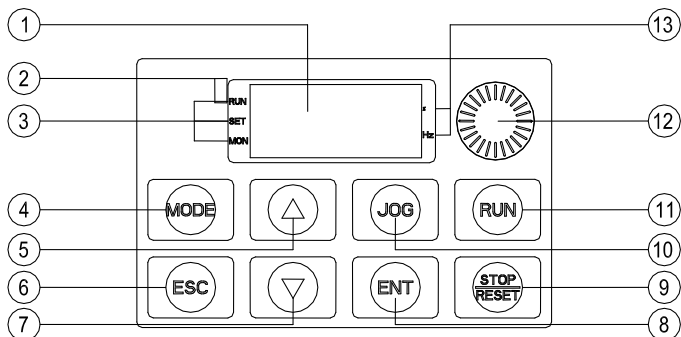 1
13
2
RUN
3
SET
Hz
12
MON
4
MODE
JOG
RUN
11
5
10
6
ESC
ENT
STOP
RESET
9
7
8